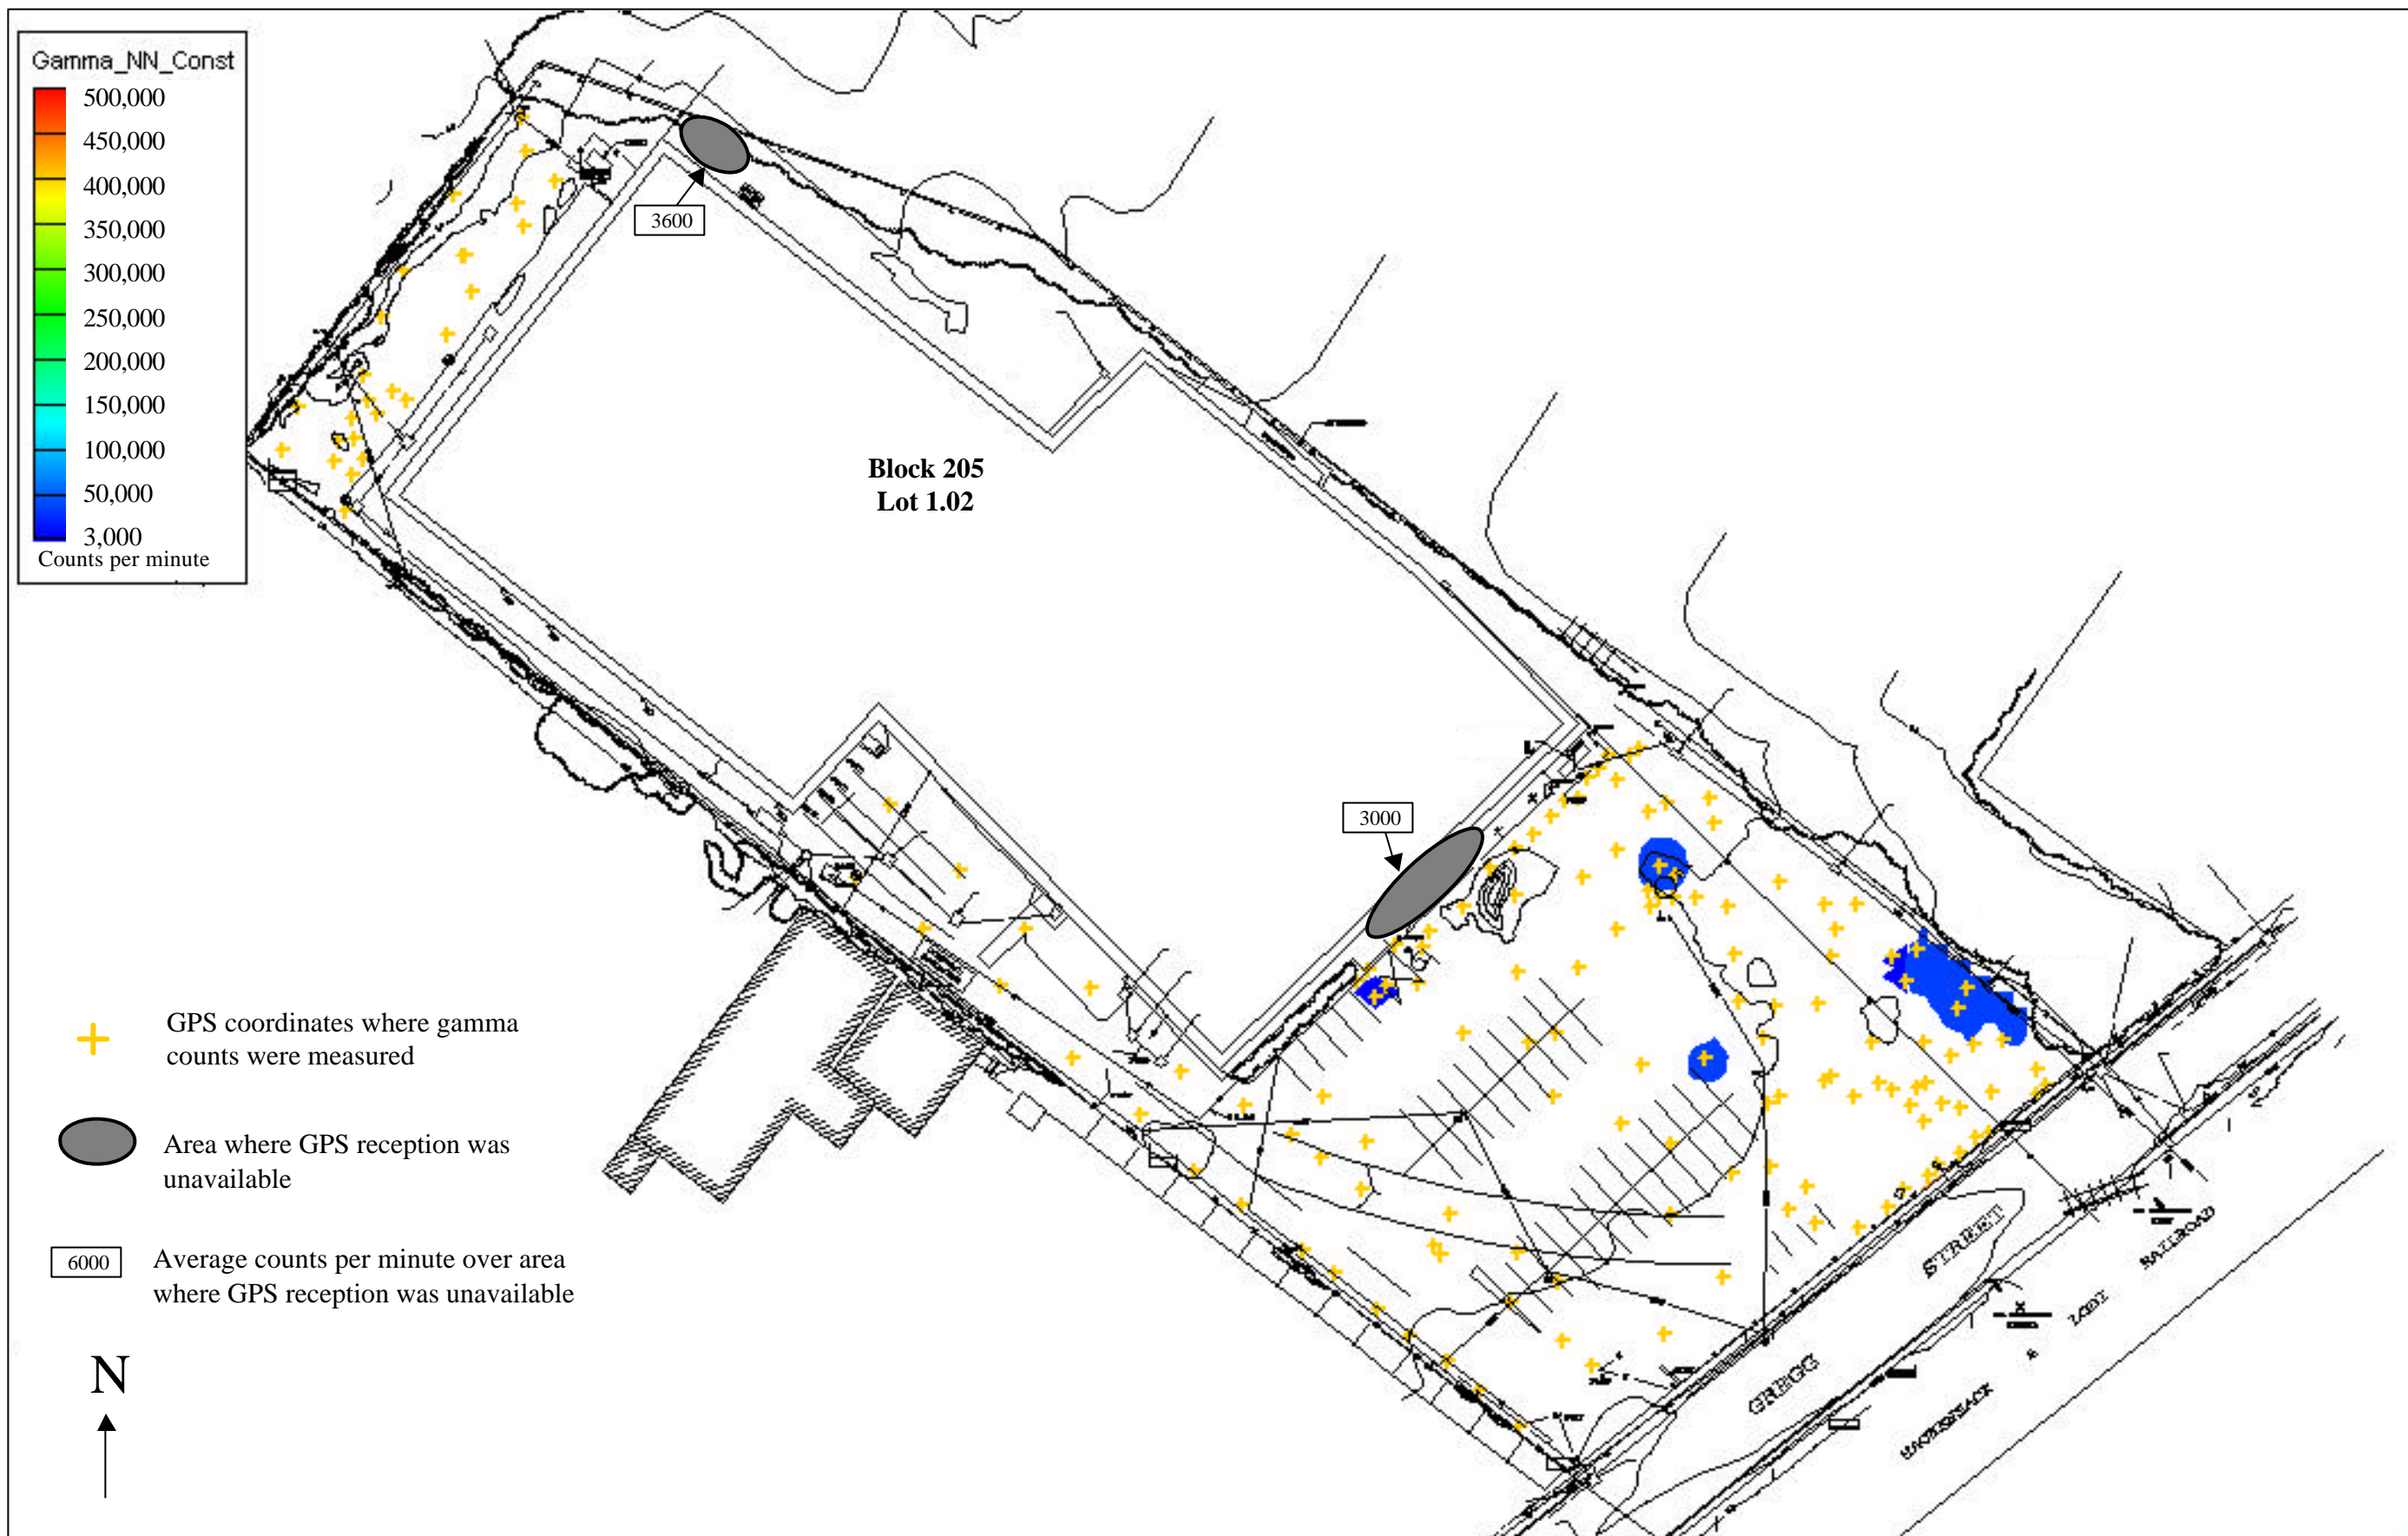 Gamma_NN_Const
500,000
450,000
400,000
350,000
300,000
250,000
200,000
150,000
100,000
50,000
3,000
Counts per minute
3600
Block 205
Lot 1.02
3000
GPS coordinates where gamma
counts were measured
Area where GPS reception was
unavailable
6000
Average counts per minute over area
where GPS reception was unavailable
N
GREGG STREET
RAILROAD